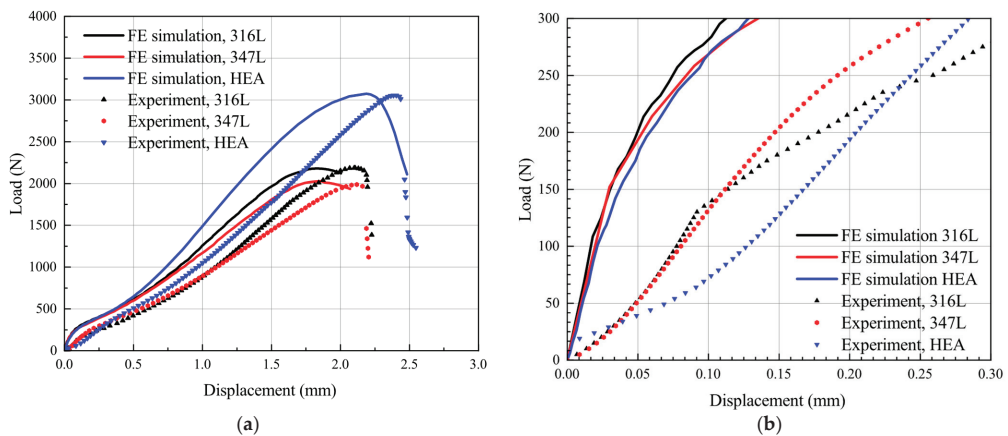 4000
3500
3000
2500
2000
1500
1000
500
0
Load (N)
FE simulation, 316L
FE simulation, 347L
FE simulation, HEA
Experiment, 316L
Experiment, 347L
Experiment, HEA
0.0 0.5 1.0 1.5 2.0 2.5 3.0
Displacement (mm)
(a)
300
250
200
150
100
50
0
Load (N)
FE simulation 316L
FE simulation 347L
FE simulation HEA
Experiment, 316L
Experiment, 347L
Experiment, HEA
0.00 0.05 0.10 0.15 0.20 0.25 0.30
Displacement (mm)
(b)